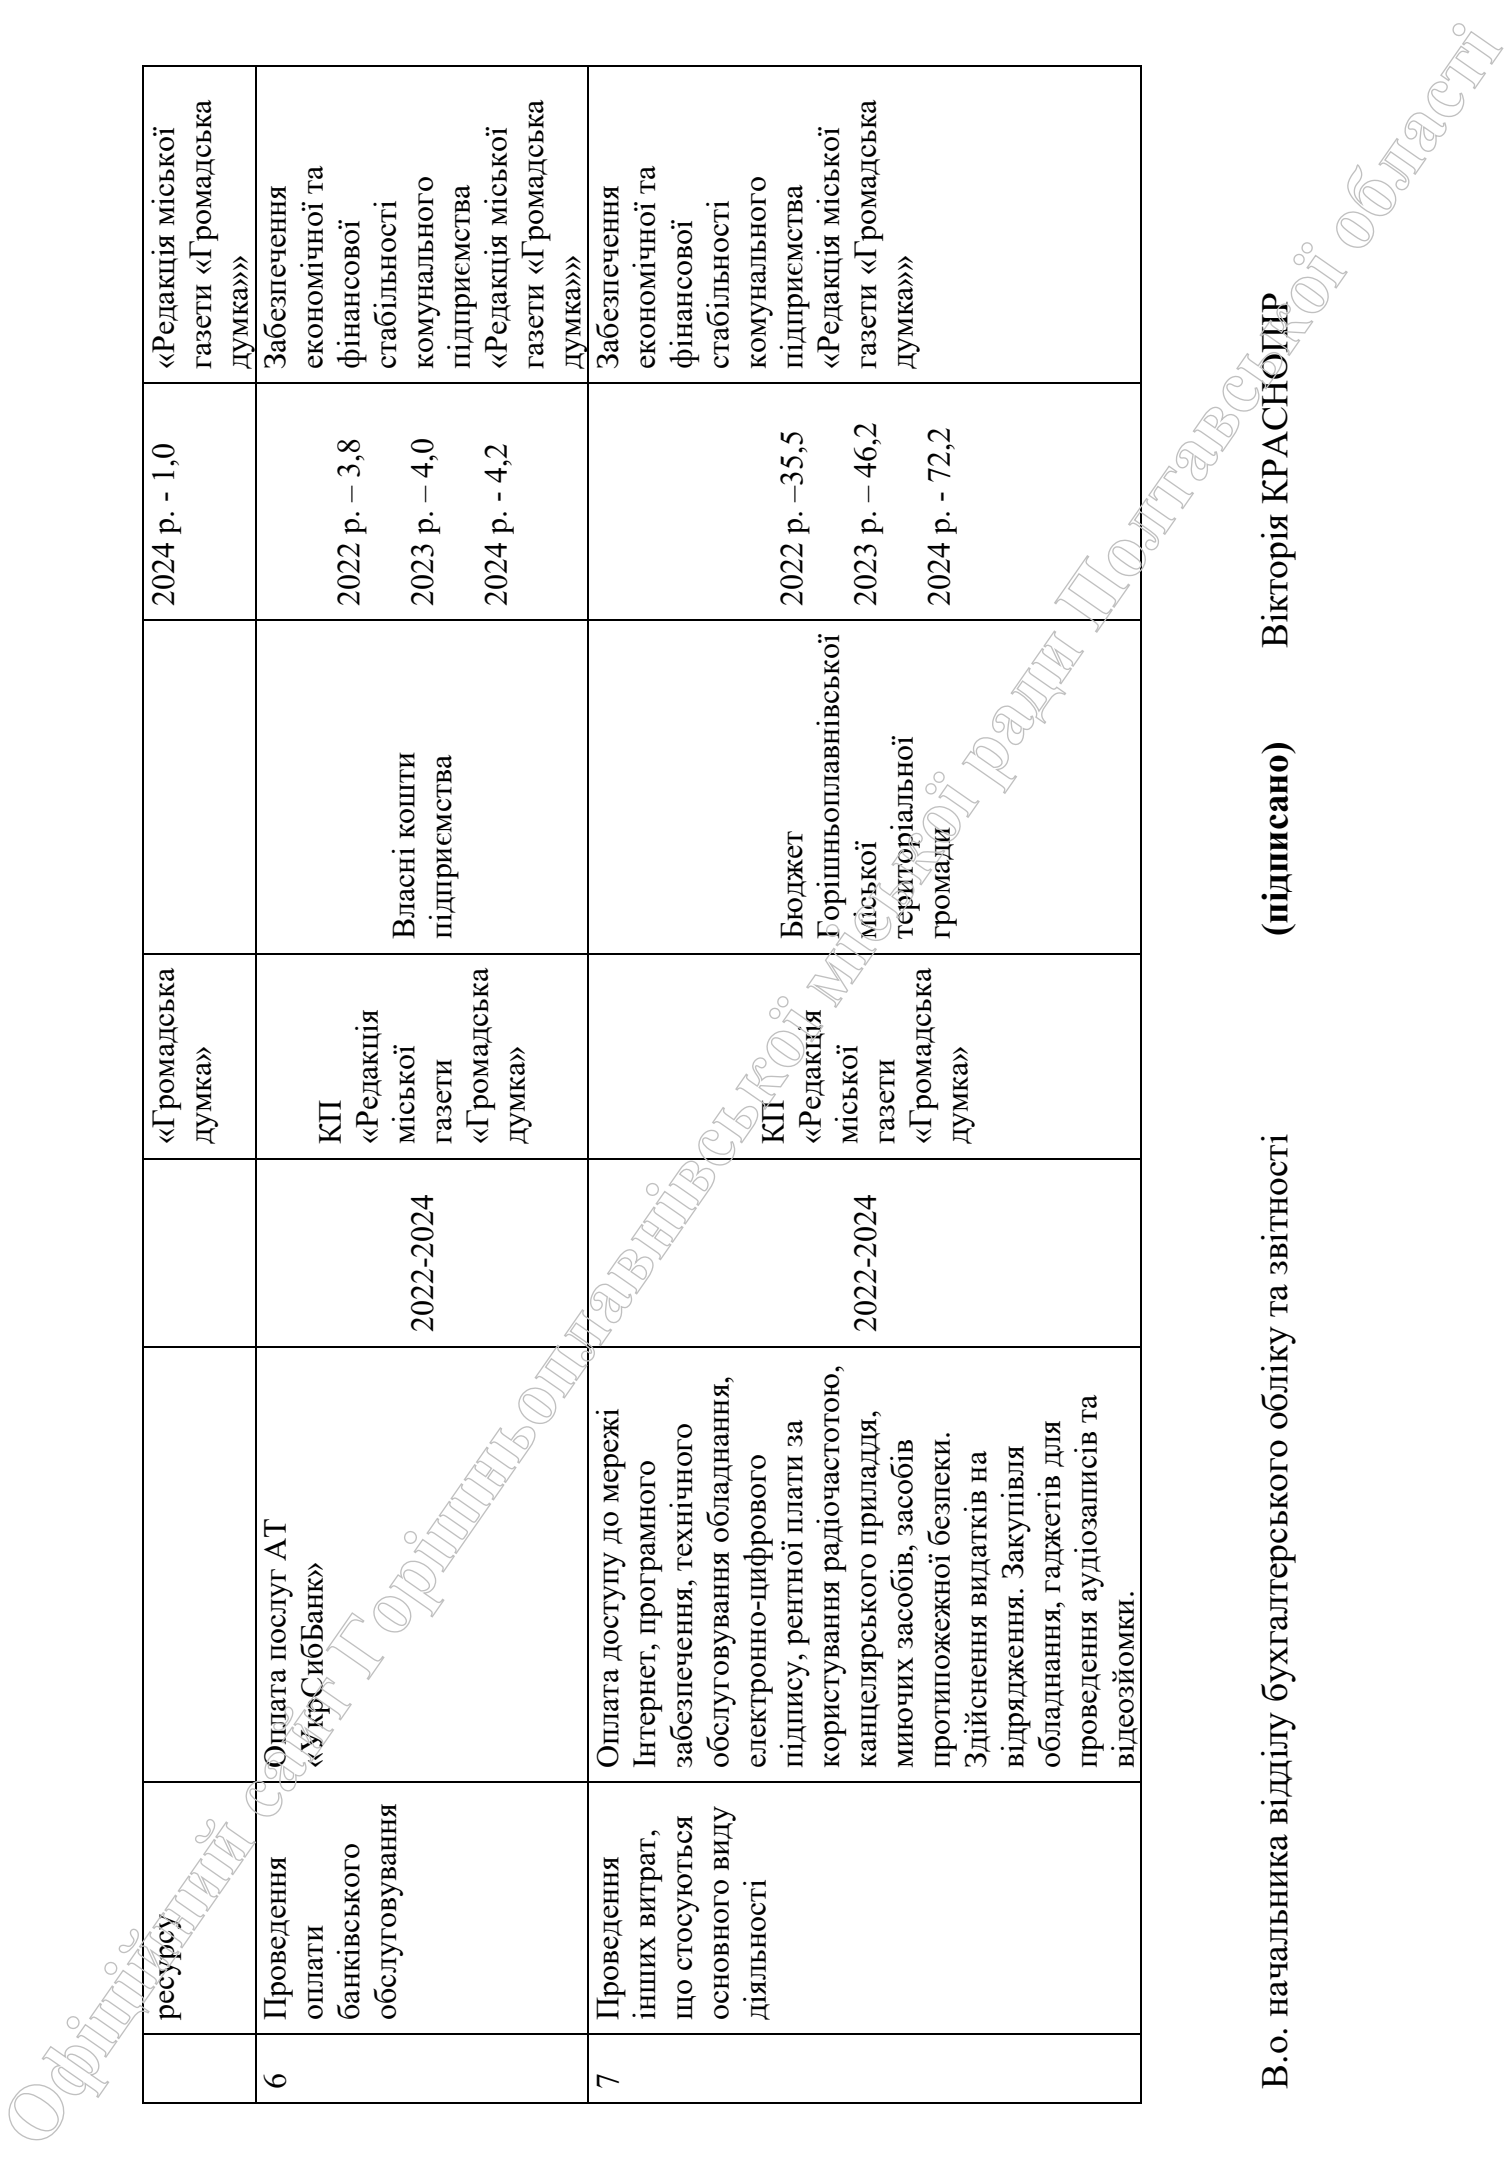 ресурсу
«Громадська
думка»
2024 р. - 1,0
«Редакція міської
газети «Громадська
думка»»
6
Проведення
оплати
банківського
обслуговування
Оплата послуг АТ
«УкрСибБанк»
2022-2024
КП
«Редакція
міської
газети
«Громадська
думка»
Власні кошти
підприємства
2022 р. – 3,8
2023 р. – 4,0
2024 р. - 4,2
Забезпечення
економічної та
фінансової
стабільності
комунального
підприємства
«Редакція міської
газети «Громадська
думка»»
7
Проведення
інших витрат,
що стосуються
основного виду
діяльності
Оплата доступу до мережі
Інтернет, програмного
забезпечення, технічного
обслуговування обладнання,
електронно-цифрового
підпису, рентної плати за
користування радіочастотою,
канцелярського приладдя,
миючих засобів, засобів
протипожежної безпеки.
Здійснення видатків на
відрядження. Закупівля
обладнання, гаджетів для
проведення аудіозаписів та
відеозйомки.
2022-2024
КП
«Редакція
міської
газети
«Громадська
думка»
Бюджет
Горішньоплавнівської
міської
територіальної
громади
2022 р. –35,5
2023 р. – 46,2
2024 р. - 72,2
Забезпечення
економічної та
фінансової
стабільності
комунального
підприємства
«Редакція міської
газети «Громадська
думка»»
В.о. начальника відділу бухгалтерського обліку та звітності (підписано) Вікторія КРАСНОПІР
Офіційний сайт Горішньоплавнівської міської ради Полтавської області